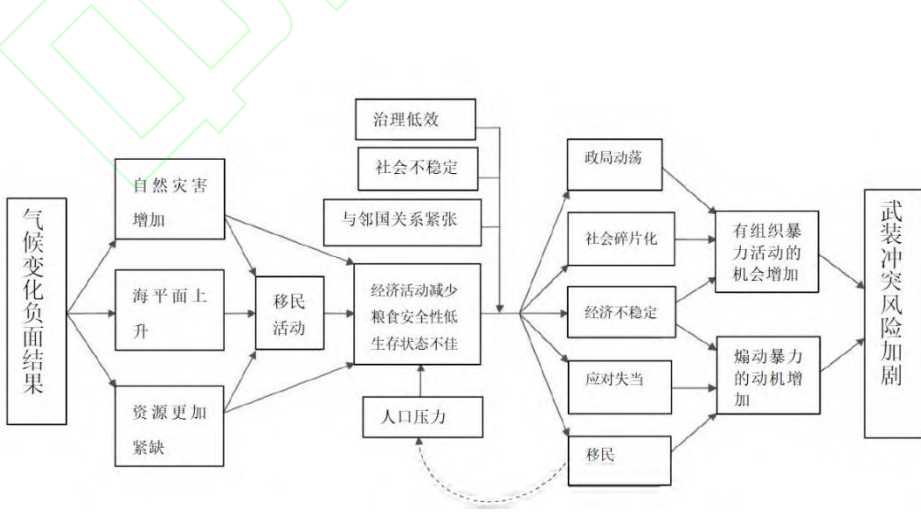 气候变化负面结果
自然灾害
增加
海平面上
升
资源更加
紧缺
移民
活动
治理低效
社会不稳定
与邻国关系紧张
经济活动减少
粮食安全性低
生存状态不佳
人口压力
政局动荡
社会碎片化
经济不稳定
应对失当
移民
有组织暴
力活动的
机会增加
煽动暴力
的动机增
加
武装冲突风险加剧